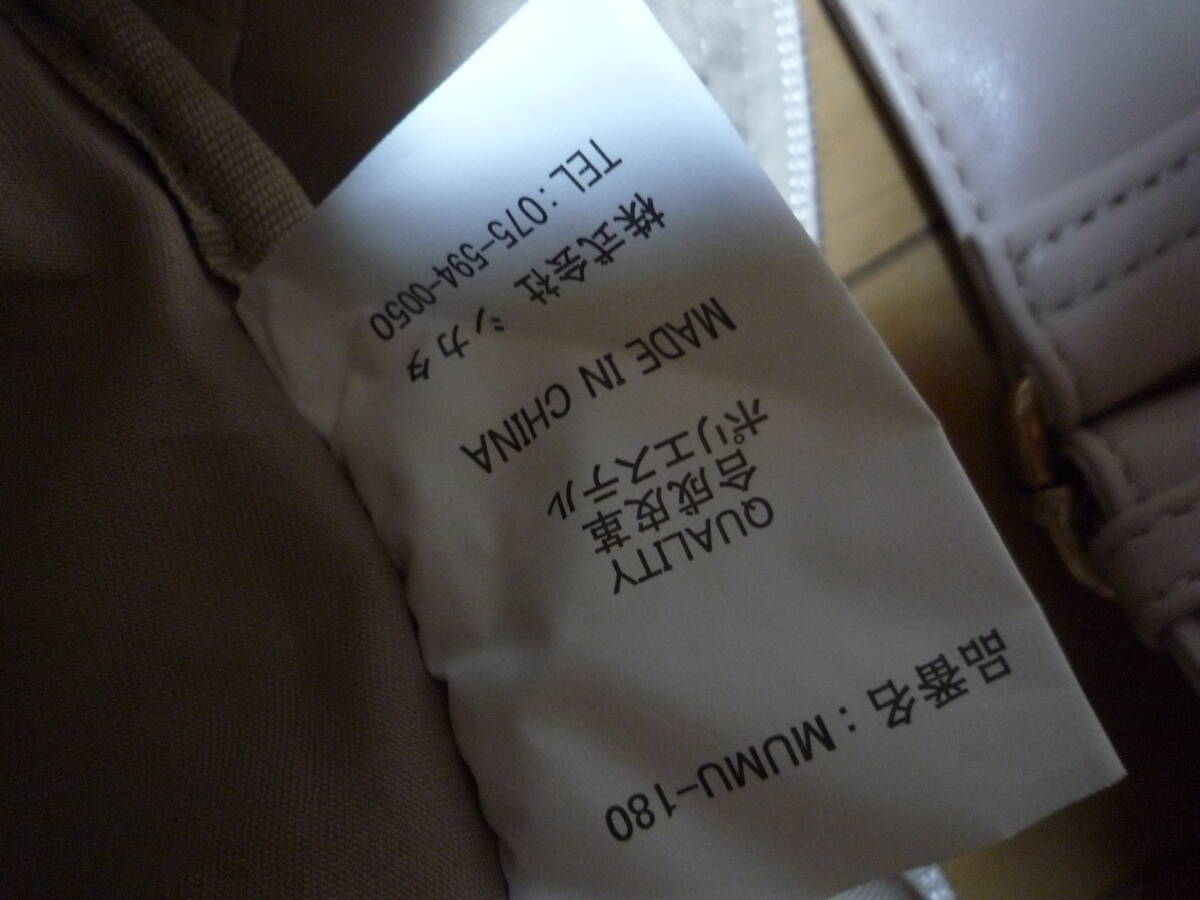 品番名：MUMU-180
QUALITY
合成皮革
ポリエステル
MADE IN CHINA
株式会社 シカタ
TEL：075-594-0050